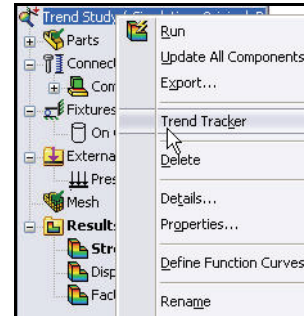 Trend Study
Parts
Run
Update All Components
Connect
Com
Export...
Fixtures
Trend Tracker
On
Externa
Delete
Pres
Mesh
Details...
Results
Properties...
Stre
Disp
Define Function Curves
Fac
Rename